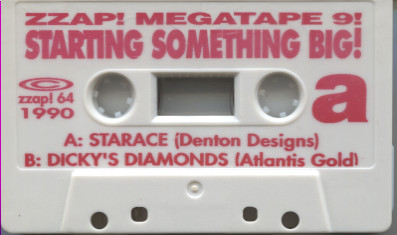 ZZAP! MEGATAPE 9!
STARTING SOMETHING BIG!
©
zzap! 64
1990
a
A: STARACE (Denton Designs)
B: DICKY'S DIAMONDS (Atlantis Gold)